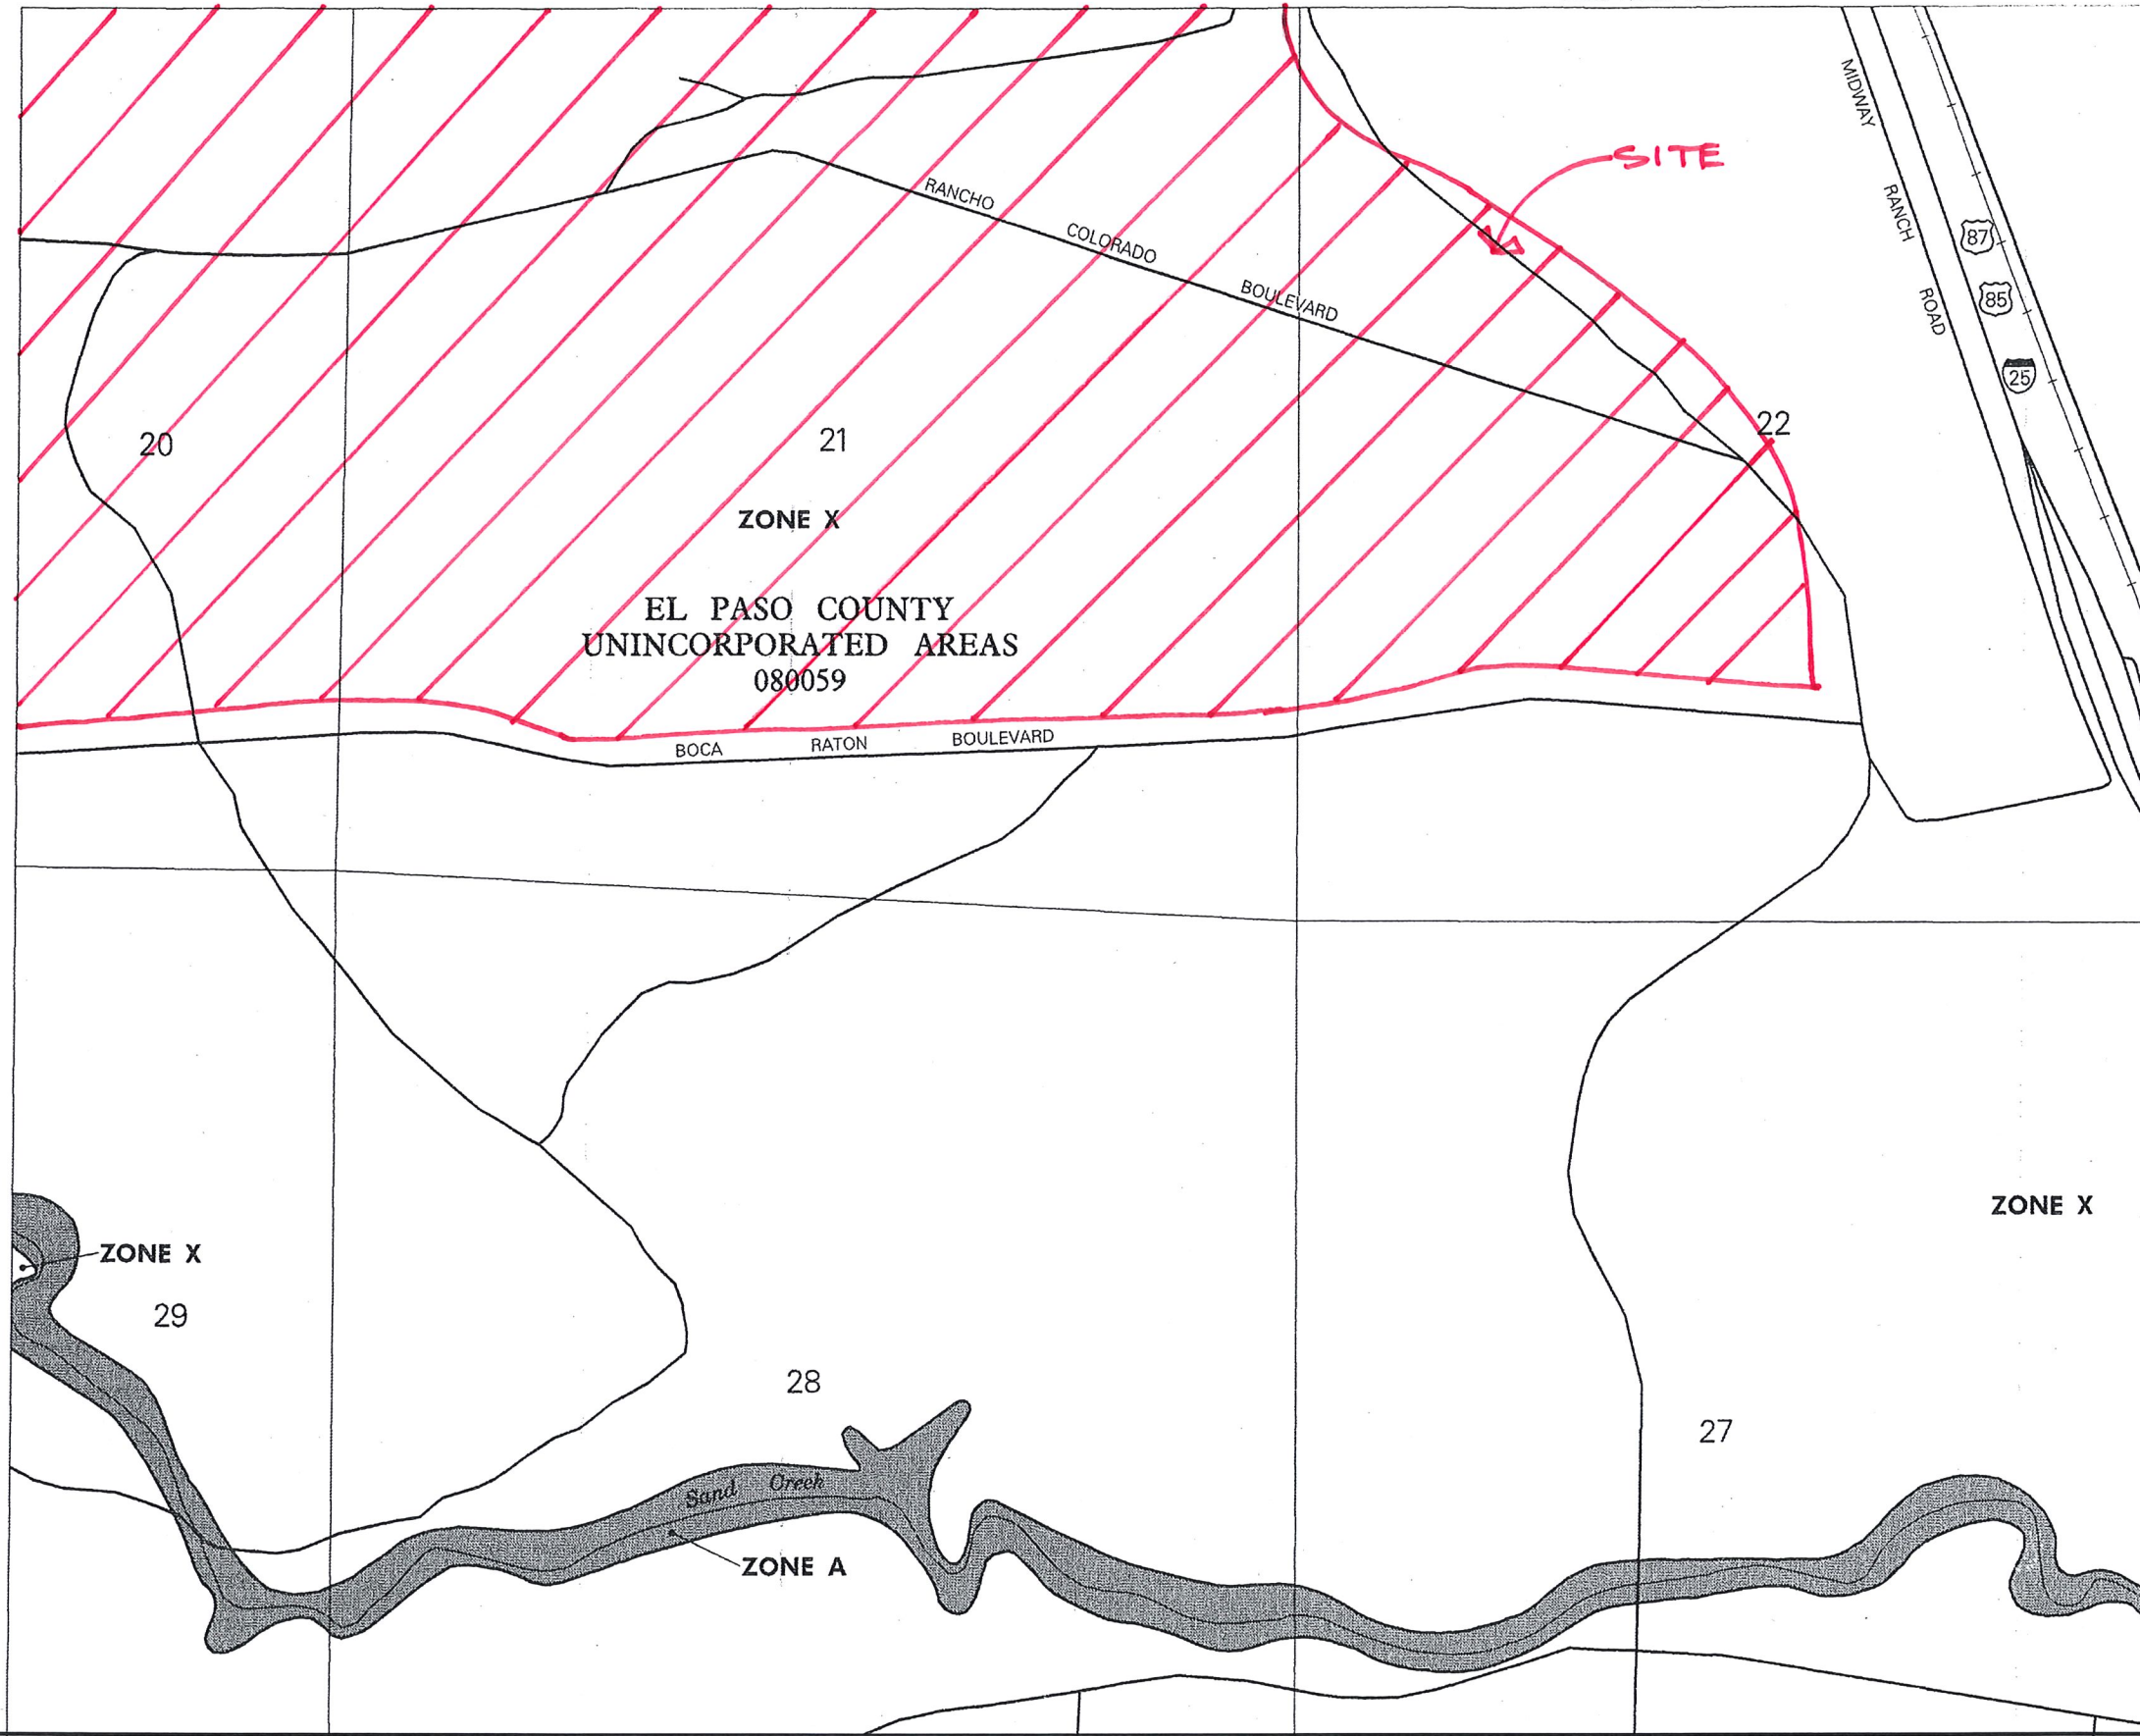 SITE
MIDWAY RANCH ROAD
87
85
25
RANCHO COLORADO BOULEVARD
20
21
22
ZONE X
EL PASO COUNTY
UNINCORPORATED AREAS
080059
BOCA RATON BOULEVARD
ZONE X
ZONE X
29
28
27
Sand Creek
ZONE A